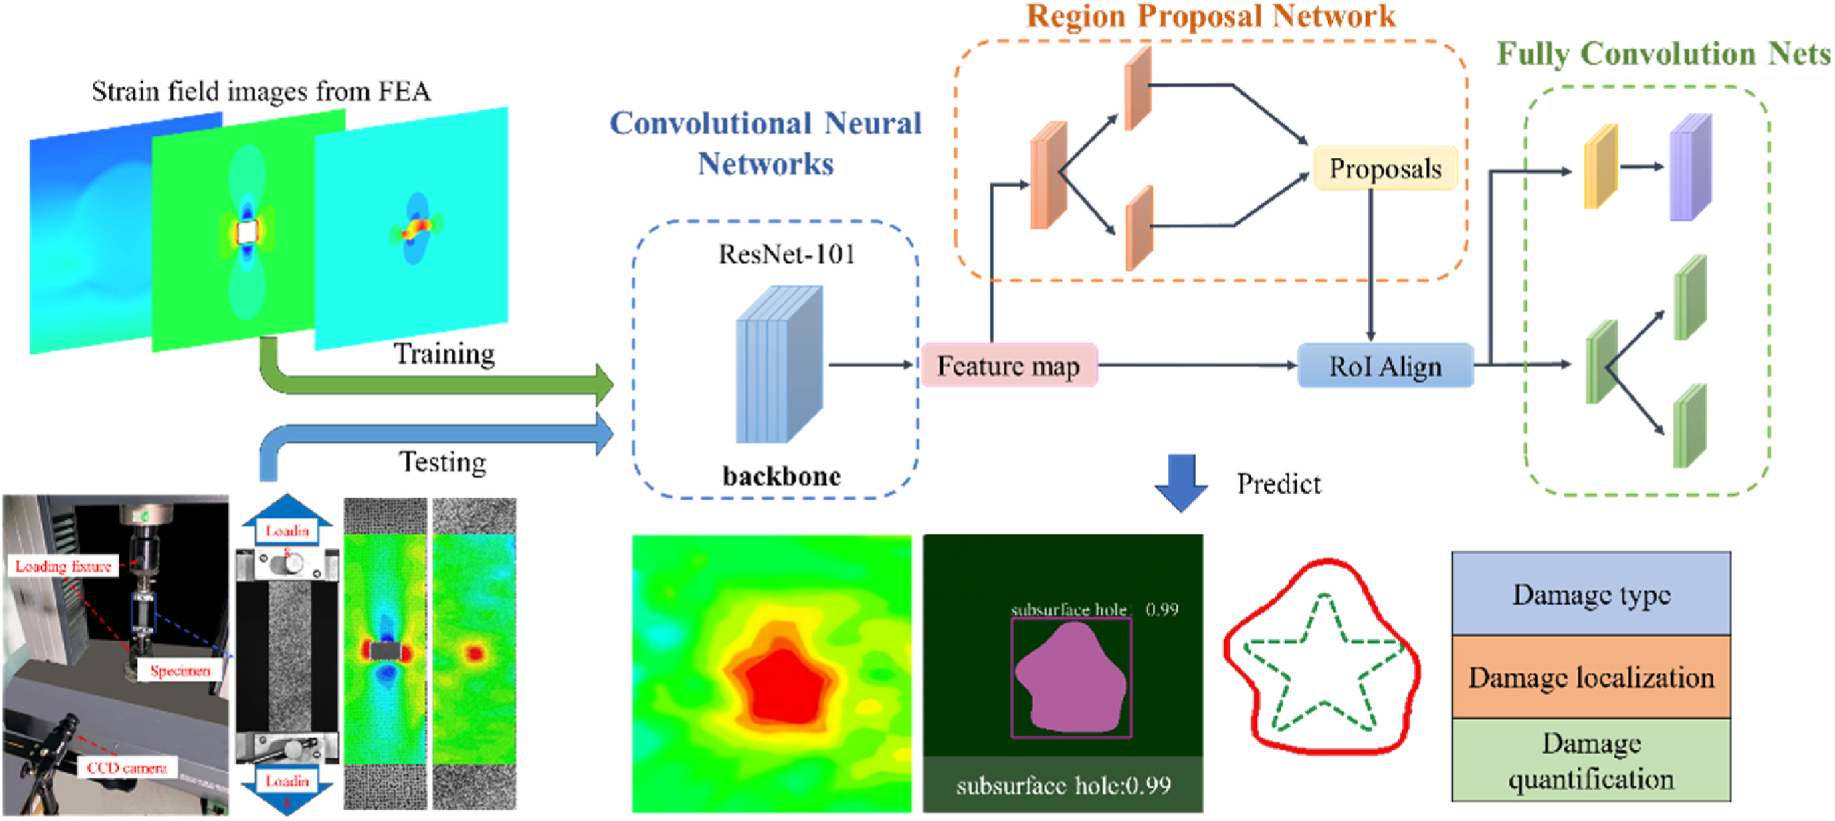 Region Proposal Network
Fully Convolution Nets
Strain field images from FEA
Convolutional Neural
Networks
Proposals
ResNet-101
Training
Feature map
RoI Align
Testing
backbone
Predict
Loadin
g
Loading fixture
Specimen
CCD camera
Loadin
g
subsurface hole: 0.99
subsurface hole:0.99
Damage type
Damage localization
Damage
quantification